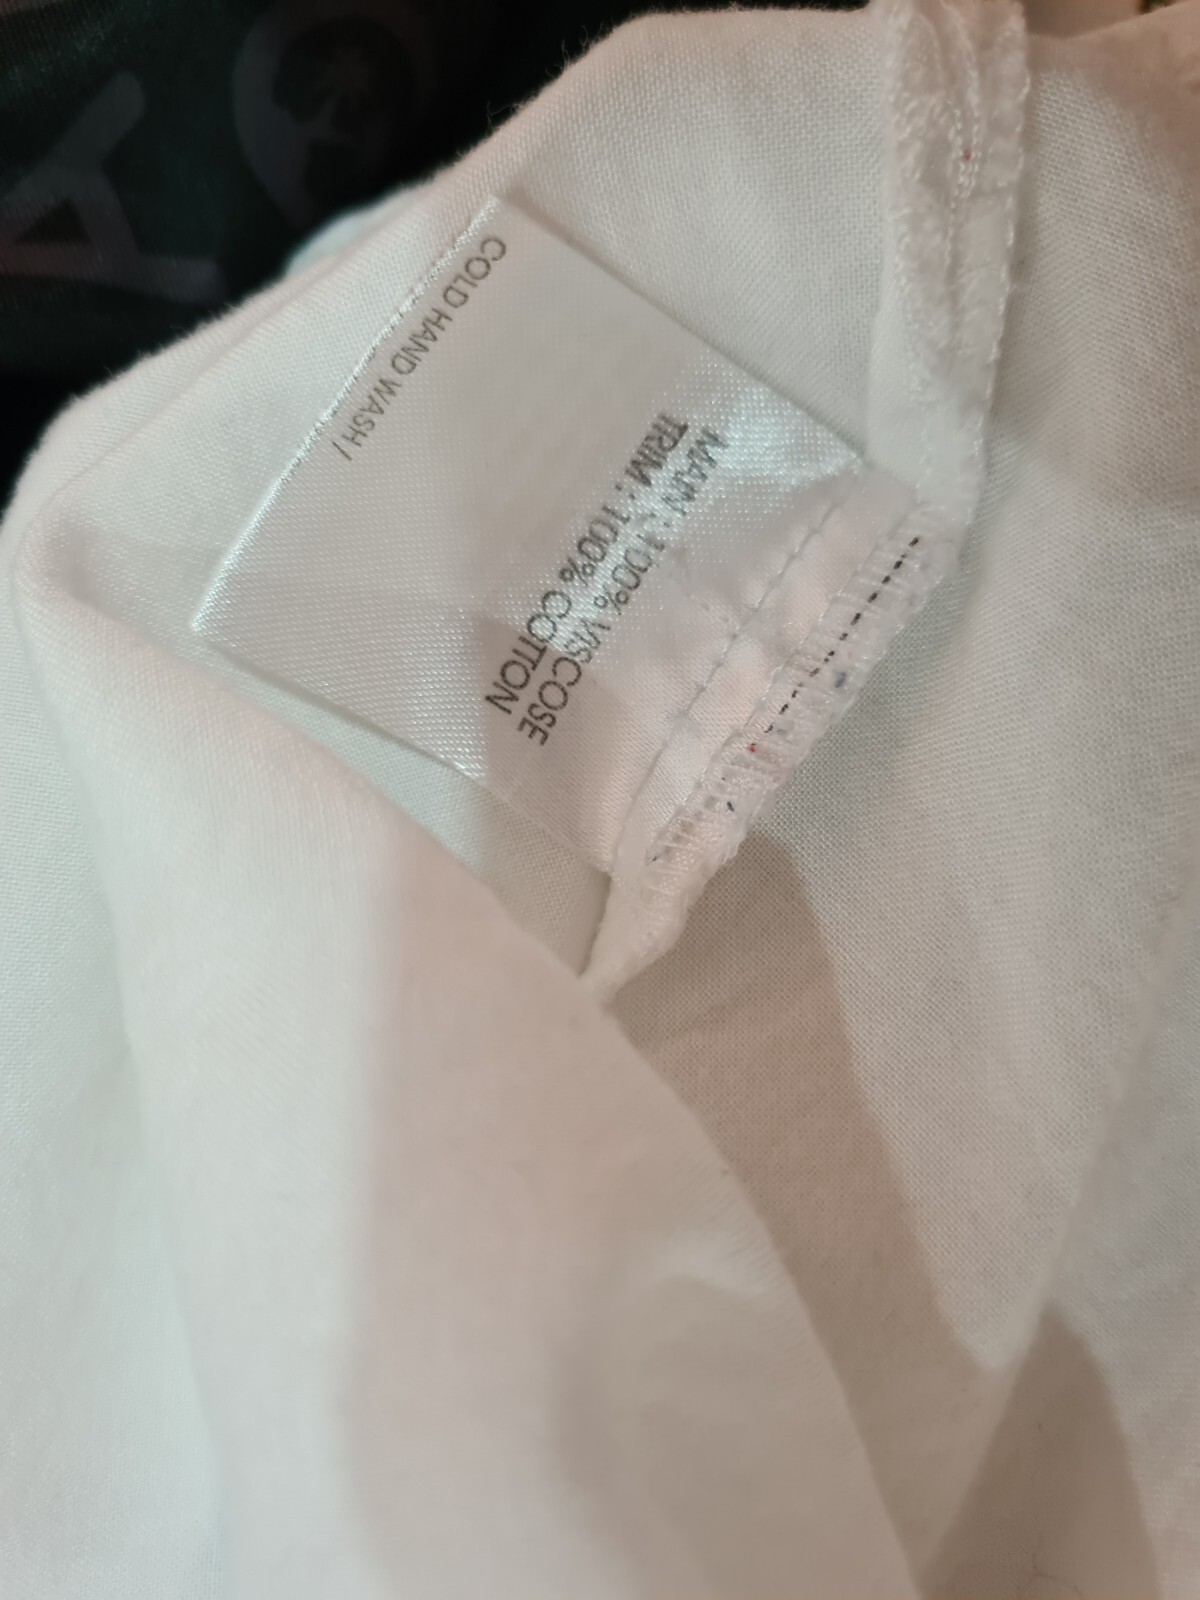 MAIN : 100% VISCOSE
TRIM : 100% COTTON
COLD HAND WASH /